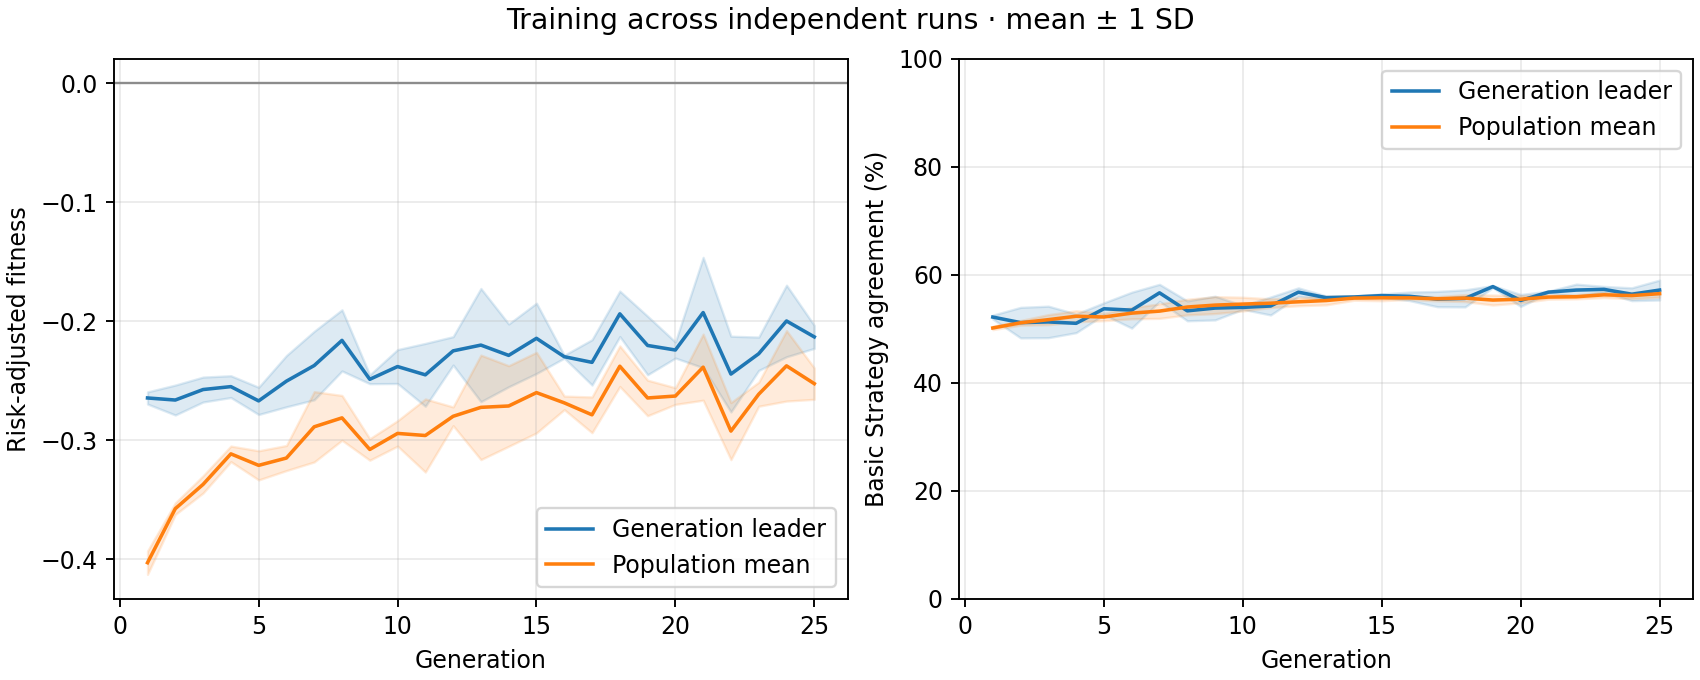 Training across independent runs · mean ± 1 SD
Risk-adjusted fitness
0.0
−0.1
−0.2
−0.3
−0.4
0
5
10
15
20
25
Generation
Generation leader
Population mean
Basic Strategy agreement (%)
100
80
60
40
20
0
0
5
10
15
20
25
Generation
Generation leader
Population mean